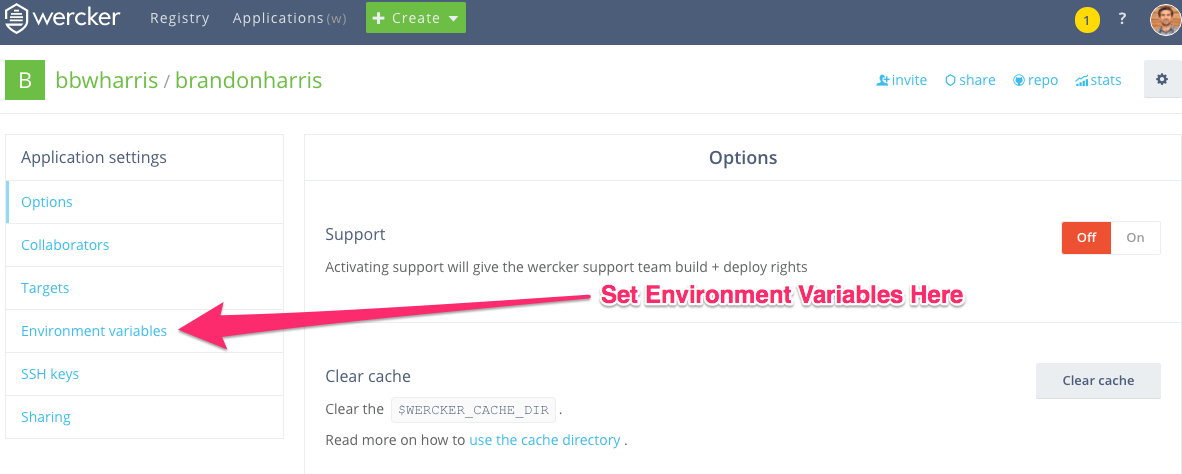 wercker Registry Applications (w) + Create 1 ?
B bbwharris / brandonharris invite share repo stats
Application settings
Options
Collaborators
Targets
Environment variables
SSH keys
Sharing
Options
Support Off On
Activating support will give the wercker support team build + deploy rights
Set Environment Variables Here
Clear cache Clear cache
Clear the $WERCKER_CACHE_DIR .
Read more on how to use the cache directory .